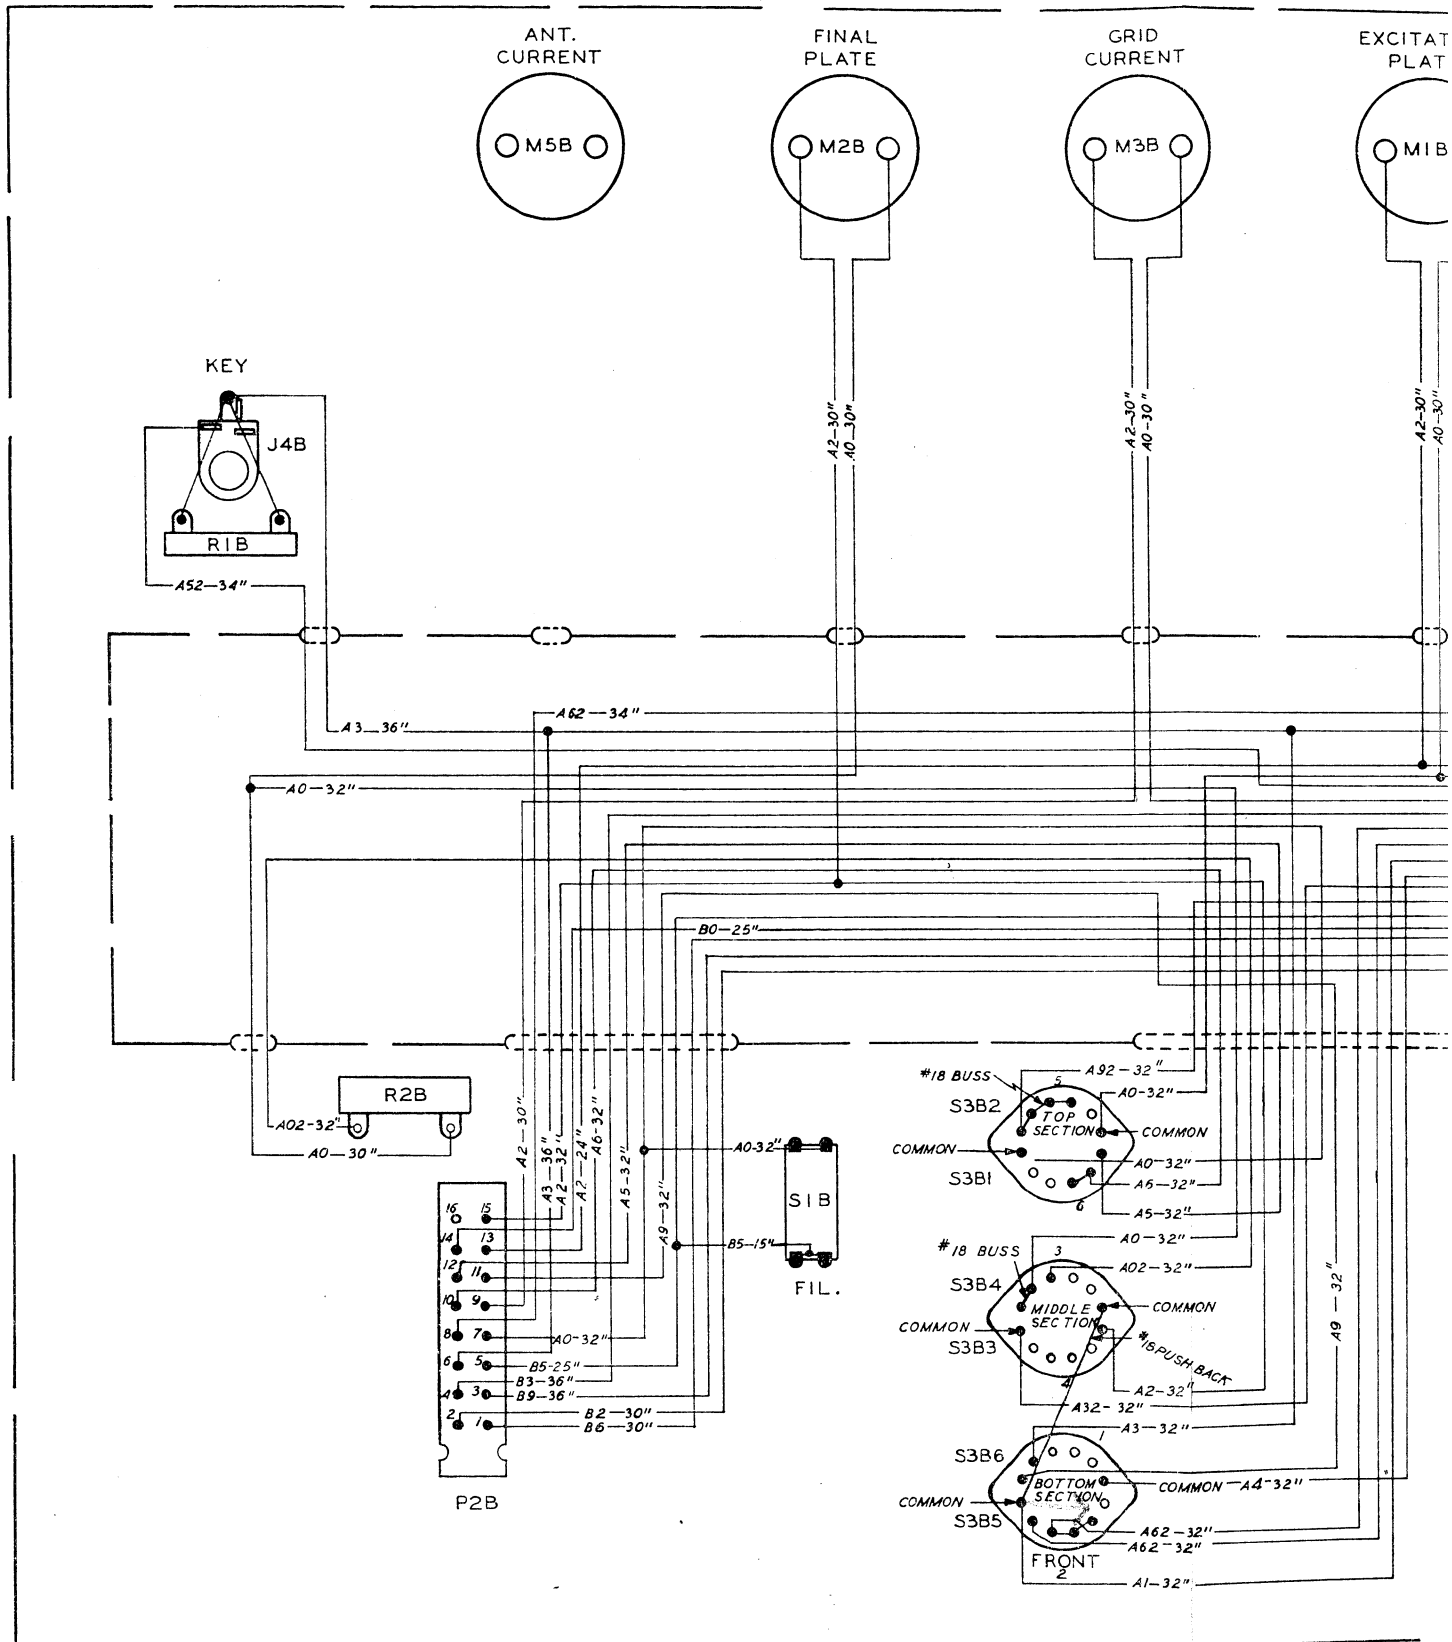 ANT.
CURRENT
FINAL
PLATE
GRID
CURRENT
EXCITAT
PLAT
M5B
M2B
M3B
M1B
KEY
J4B
R1B
A52-34"
A2-30"
A0-30"
A2-30"
A0-30"
A2-30"
A0-30"
A62-34"
A3-36"
A0-32"
B0-25"
R2B
A02-32"
A0-30"
A2-30"
A3-36"
A2-32"
A2-24"
A6-32"
A5-32"
A9-32"
A0-32"
S1B
B5-15"
FIL.
16 15
14 13
12 11
10 9
8 7
6 5
4 3
2 1
A0-32"
B5-25"
B3-36"
B9-36"
B2-30"
B6-30"
P2B
#18 BUSS
5
A92-32"
A0-32"
S3B2
TOP
SECTION
COMMON
COMMON
A0-32"
S3B1
A6-32"
6
A5-32"
A0-32"
#18 BUSS
3
A02-32"
S3B4
MIDDLE
SECTION
COMMON
COMMON
S3B3
#18 PUSH BACK
4
A2-32"
A32-32"
A9-32"
A3-32"
1
S3B6
BOTTOM
SECTION
COMMON
A4-32"
COMMON
S3B5
A62-32"
A62-32"
FRONT
2
A1-32"